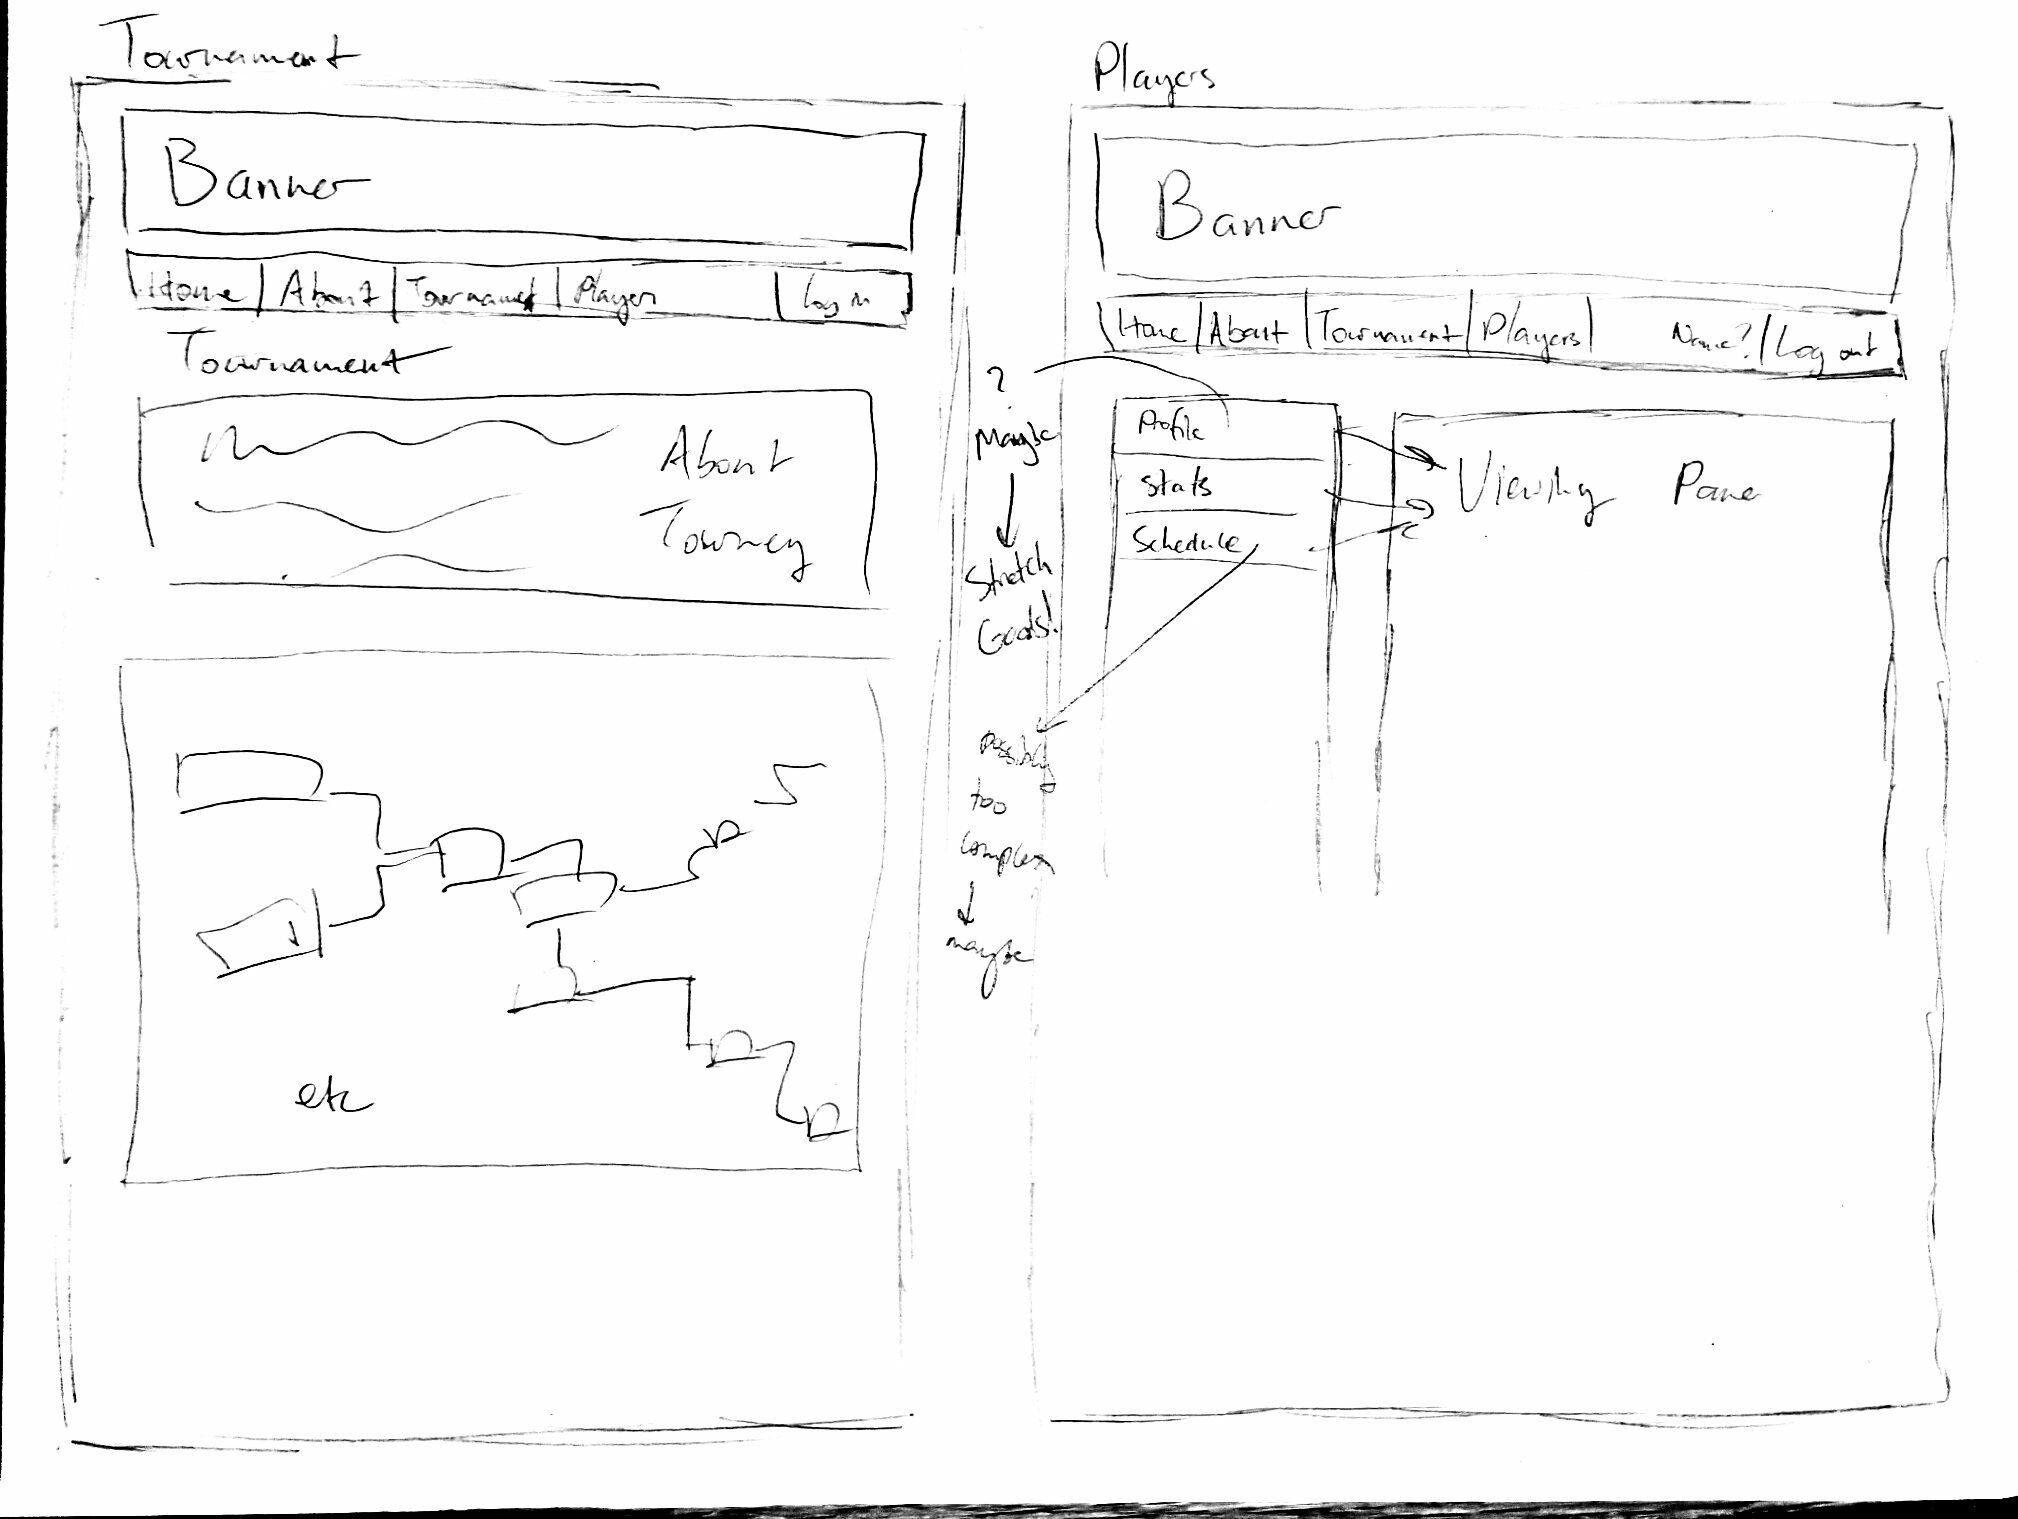 Tournament
Banner
Home About Tournament Player Log in
Tournament
About
Tourney
etc
?
Maybe
Stretch
Goals!
possibly
too
complex
maybe
Players
Banner
Home About Tournament Players Name? Log out
Profile
Stats
Schedule
Viewing Pane